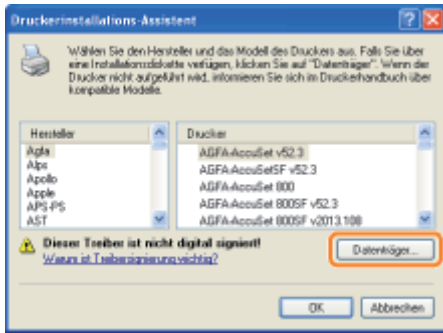 Druckerinstallations-Assistent
Wählen Sie den Hersteller und das Modell des Druckers aus. Falls Sie über
eine Installationsdiskette verfügen, klicken Sie auf "Datenträger". Wenn der
Drucker nicht aufgeführt wird, informieren Sie sich im Druckerhandbuch über
kompatible Modelle.
Hersteller
Drucker
Agfa
Alps
Apollo
Apple
APS-PS
AST
AGFA-AccuSet v52.3
AGFA-AccuSetSF v52.3
AGFA-AccuSet 800
AGFA-AccuSet 800SF v52.3
AGFA-AccuSet 800SF v2013.108
Dieser Treiber ist nicht digital signiert!
Warum ist Treibersignierung wichtig?
Datenträger...
OK
Abbrechen